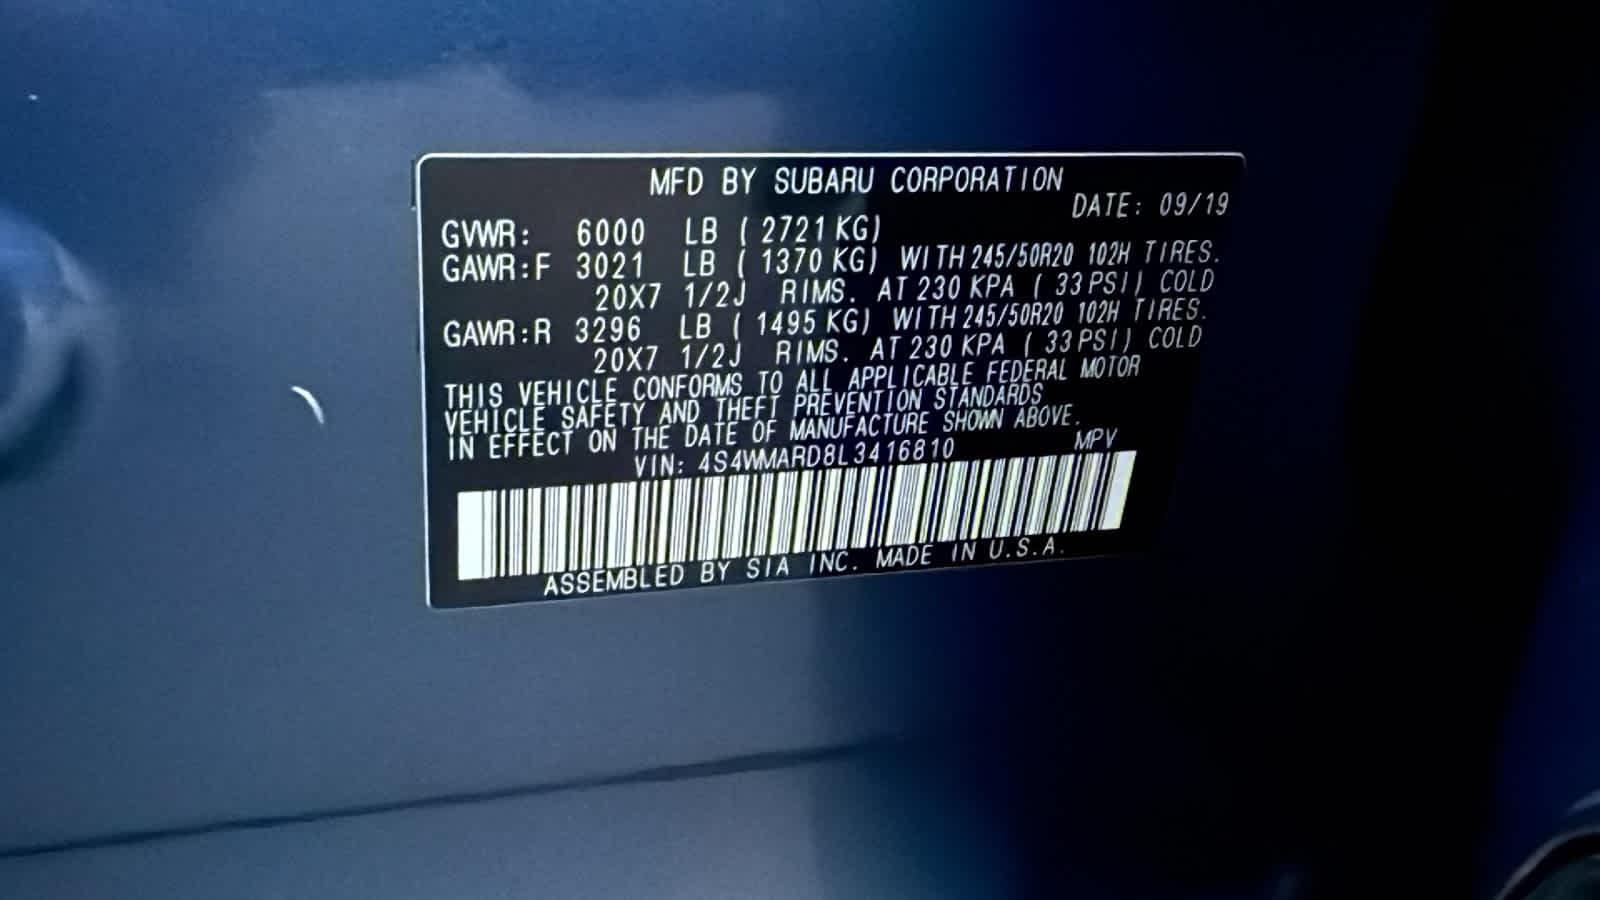 MFD BY SUBARU CORPORATION
DATE: 09/19
GVWR: 6000 LB ( 2721 KG)
GAWR:F 3021 LB ( 1370 KG) WITH 245/50R20 102H TIRES.
20X7 1/2J RIMS. AT 230 KPA ( 33 PSI) COLD
GAWR:R 3296 LB ( 1495 KG) WITH 245/50R20 102H TIRES.
20X7 1/2J RIMS. AT 230 KPA ( 33 PSI) COLD
THIS VEHICLE CONFORMS TO ALL APPLICABLE FEDERAL MOTOR
VEHICLE SAFETY AND THEFT PREVENTION STANDARDS
IN EFFECT ON THE DATE OF MANUFACTURE SHOWN ABOVE.
VIN: 4S4WMARD8L3416810 MPV
ASSEMBLED BY SIA INC. MADE IN U.S.A.